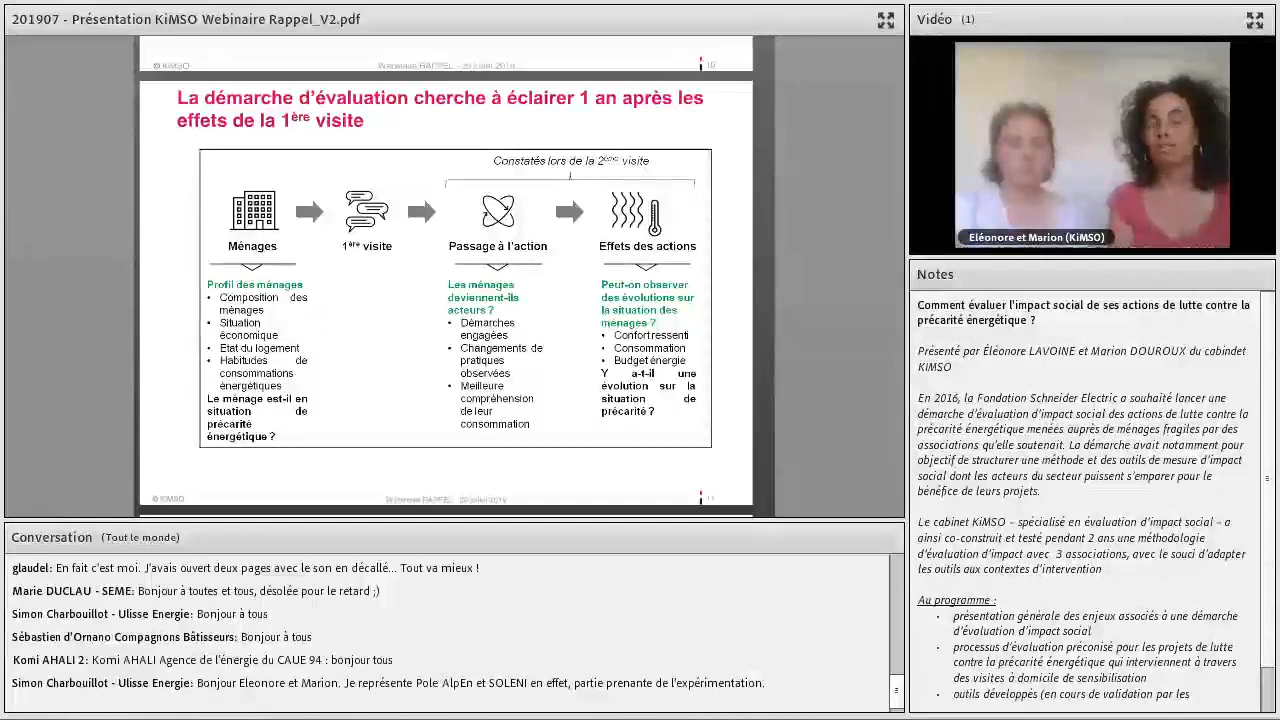 201907 - Présentation KiMSO Webinaire Rappel_V2.pdf
© KiMSO
Webinaire RAPPEL - 29 juillet 2019
10
La démarche d'évaluation cherche à éclairer 1 an après les
effets de la 1ère visite
Constatés lors de la 2ème visite
Ménages
1ère visite
Passage à l'action
Effets des actions
Profil des ménages
• Composition des
ménages
• Situation
économique
• Etat du logement
• Habitudes de
consommations
énergétiques
Le ménage est-il en
situation de
précarité
énergétique ?
Les ménages
deviennent-ils
acteurs ?
• Démarches
engagées
• Changements de
pratiques
observées
• Meilleure
compréhension
de leur
consommation
Peut-on observer
des évolutions sur
la situation des
ménages ?
• Confort ressenti
• Consommation
• Budget énergie
Y a-t-il une
évolution sur la
situation de
précarité ?
© KiMSO
Webinaire RAPPEL - 29 juillet 2019
11
Vidéo (1)
Eléonore et Marion (KiMSO)
Notes
Comment évaluer l'impact social de ses actions de lutte contre la
précarité énergétique ?
Présenté par Éléonore LAVOINE et Marion DOUROUX du cabindet
KIMSO
En 2016, la Fondation Schneider Electric a souhaité lancer une
démarche d'évaluation d'impact social des actions de lutte contre la
précarité énergétique menées auprès de ménages fragiles par des
associations qu'elle soutenait. La démarche avait notamment pour
objectif de structurer une méthode et des outils de mesure d'impact
social dont les acteurs du secteur puissent s'emparer pour le
bénéfice de leurs projets.
Le cabinet KiMSO – spécialisé en évaluation d'impact social – a
ainsi co-construit et testé pendant 2 ans une méthodologie
d'évaluation d'impact avec 3 associations, avec le souci d'adapter
les outils aux contextes d'intervention
Au programme :
• présentation générale des enjeux associés à une démarche
d'évaluation d'impact social
• processus d'évaluation préconisé pour les projets de lutte
contre la précarité énergétique qui interviennent à travers
des visites à domicile de sensibilisation
• outils développés (en cours de validation par les
Conversation (Tout le monde)
glaudel: En fait c'est moi. J'avais ouvert deux pages avec le son en décallé... Tout va mieux !
Marie DUCLAU - SEME: Bonjour à toutes et tous, désolée pour le retard ;)
Simon Charbouillot - Ulisse Energie: Bonjour à tous
Sébastien d'Ornano Compagnons Bâtisseurs: Bonjour à tous
Komi AHALI 2: Komi AHALI Agence de l'énergie du CAUE 94 : bonjour tous
Simon Charbouillot - Ulisse Energie: Bonjour Eleonore et Marion. Je représente Pole AlpEn et SOLENI en effet, partie prenante de l'expérimentation.